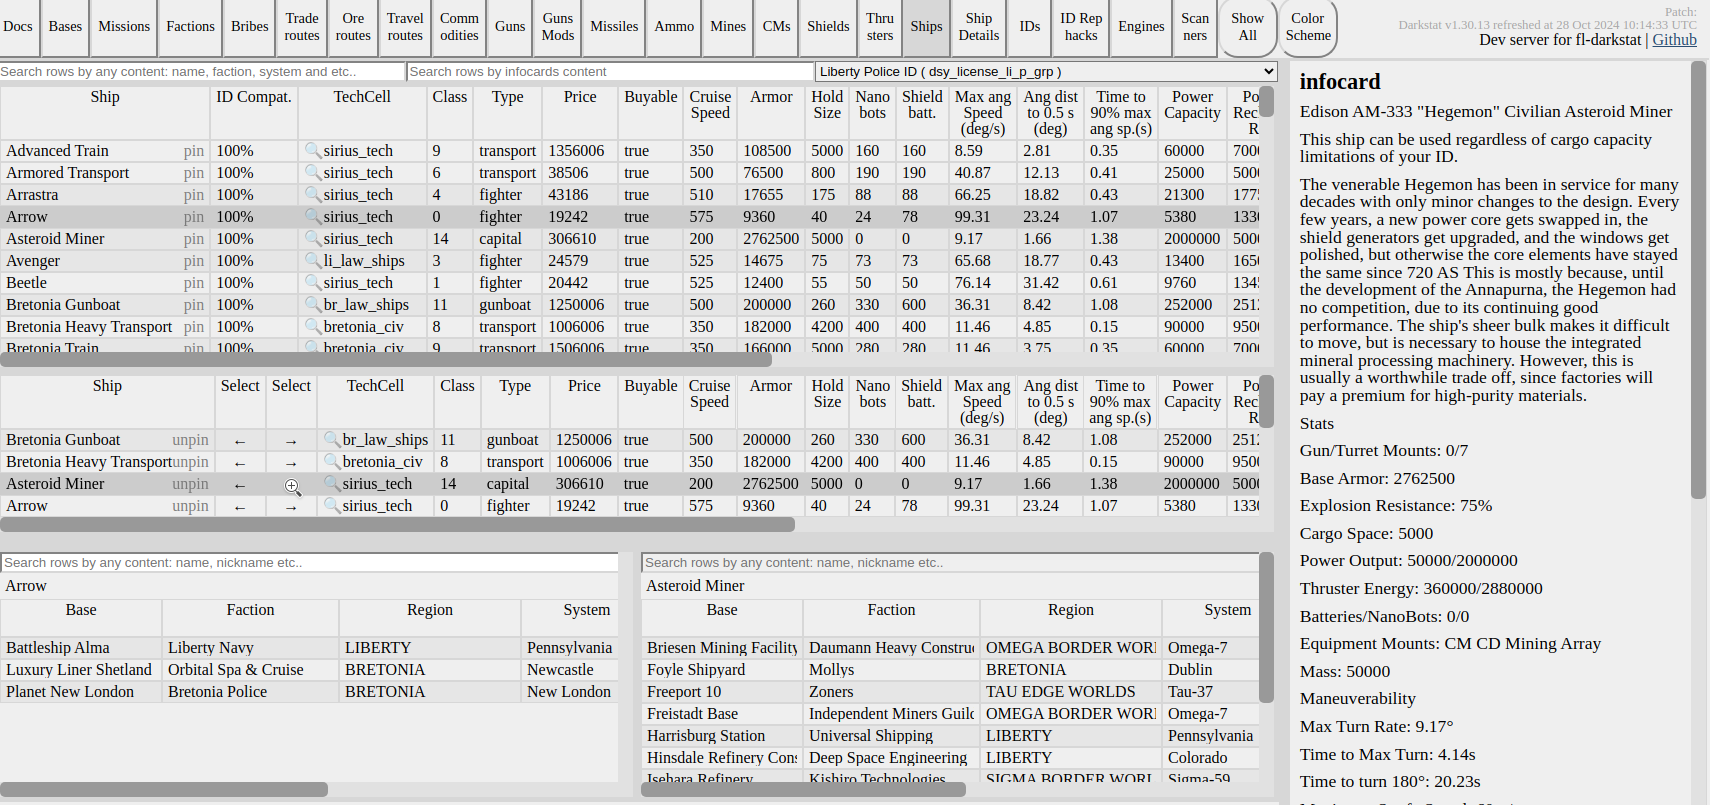 Docs Bases Missions Factions Bribes Trade routes Ore routes Travel routes Comm odities Guns Guns Mods Missiles Ammo Mines CMs Shields Thru sters Ships Ship Details IDs ID Rep hacks Engines Scan ners Show All Color Scheme
Patch:
Darkstat v1.30.13 refreshed at 28 Oct 2024 10:14:33 UTC
Dev server for fl-darkstat | Github
Search rows by any content: name, faction, system and etc.. Search rows by infocards content Liberty Police ID ( dsy_license_li_p_grp )
Ship ID Compat. TechCell Class Type Price Buyable Cruise Speed Armor Hold Size Nano bots Shield batt. Max ang Speed (deg/s) Ang dist to 0.5 s (deg) Time to 90% max ang sp.(s) Power Capacity
Advanced Train pin 100% 🔍sirius_tech 9 transport 1356006 true 350 108500 5000 160 160 8.59 2.81 0.35 60000 7000
Armored Transport pin 100% 🔍sirius_tech 6 transport 38506 true 500 76500 800 190 190 40.87 12.13 0.41 25000 5000
Arrastra pin 100% 🔍sirius_tech 4 fighter 43186 true 510 17655 175 88 88 66.25 18.82 0.43 21300 1775
Arrow pin 100% 🔍sirius_tech 0 fighter 19242 true 575 9360 40 24 78 99.31 23.24 1.07 5380 1330
Asteroid Miner pin 100% 🔍sirius_tech 14 capital 306610 true 200 2762500 5000 0 0 9.17 1.66 1.38 2000000 5000
Avenger pin 100% 🔍li_law_ships 3 fighter 24579 true 525 14675 75 73 73 65.68 18.77 0.43 13400 1650
Beetle pin 100% 🔍sirius_tech 1 fighter 20442 true 525 12400 55 50 50 76.14 31.42 0.61 9760 1345
Bretonia Gunboat pin 100% 🔍br_law_ships 11 gunboat 1250006 true 500 200000 260 330 600 36.31 8.42 1.08 252000 2512
Bretonia Heavy Transport pin 100% 🔍bretonia_civ 8 transport 1006006 true 350 182000 4200 400 400 11.46 4.85 0.15 90000 9500
Bretonia Train pin 100% 🔍bretonia_civ 9 transport 1506006 true 350 166000 5000 280 280 11.46 3.75 0.35 60000 7000
Ship Select Select TechCell Class Type Price Buyable Cruise Speed Armor Hold Size Nano bots Shield batt. Max ang Speed (deg/s) Ang dist to 0.5 s (deg) Time to 90% max ang sp.(s) Power Capacity
Bretonia Gunboat unpin ← → 🔍br_law_ships 11 gunboat 1250006 true 500 200000 260 330 600 36.31 8.42 1.08 252000 2512
Bretonia Heavy Transport unpin ← → 🔍bretonia_civ 8 transport 1006006 true 350 182000 4200 400 400 11.46 4.85 0.15 90000 9500
Asteroid Miner unpin ← 🔍sirius_tech 14 capital 306610 true 200 2762500 5000 0 0 9.17 1.66 1.38 2000000 5000
Arrow unpin ← → 🔍sirius_tech 0 fighter 19242 true 575 9360 40 24 78 99.31 23.24 1.07 5380 1330
Search rows by any content: name, nickname etc..
Arrow
Base Faction Region System
Battleship Alma Liberty Navy LIBERTY Pennsylvania
Luxury Liner Shetland Orbital Spa & Cruise BRETONIA Newcastle
Planet New London Bretonia Police BRETONIA New London
Search rows by any content: name, nickname etc..
Asteroid Miner
Base Faction Region System
Briesen Mining Facility Daumann Heavy Construc OMEGA BORDER WORL Omega-7
Foyle Shipyard Mollys BRETONIA Dublin
Freeport 10 Zoners TAU EDGE WORLDS Tau-37
Freistadt Base Independent Miners Guild OMEGA BORDER WORL Omega-7
Harrisburg Station Universal Shipping LIBERTY Pennsylvania
Hinsdale Refinery Cons Deep Space Engineering LIBERTY Colorado
Isehara Refinery Kishiro Technologies SIGMA BORDER WORL Sigma-59
infocard
Edison AM-333 "Hegemon" Civilian Asteroid Miner
This ship can be used regardless of cargo capacity
limitations of your ID.
The venerable Hegemon has been in service for many
decades with only minor changes to the design. Every
few years, a new power core gets swapped in, the
shield generators get upgraded, and the windows get
polished, but otherwise the core elements have stayed
the same since 720 AS This is mostly because, until
the development of the Annapurna, the Hegemon had
no competition, due to its continuing good
performance. The ship's sheer bulk makes it difficult
to move, but is necessary to house the integrated
mineral processing machinery. However, this is
usually a worthwhile trade off, since factories will
pay a premium for high-purity materials.
Stats
Gun/Turret Mounts: 0/7
Base Armor: 2762500
Explosion Resistance: 75%
Cargo Space: 5000
Power Output: 50000/2000000
Thruster Energy: 360000/2880000
Batteries/NanoBots: 0/0
Equipment Mounts: CM CD Mining Array
Mass: 50000
Maneuverability
Max Turn Rate: 9.17°
Time to Max Turn: 4.14s
Time to turn 180°: 20.23s